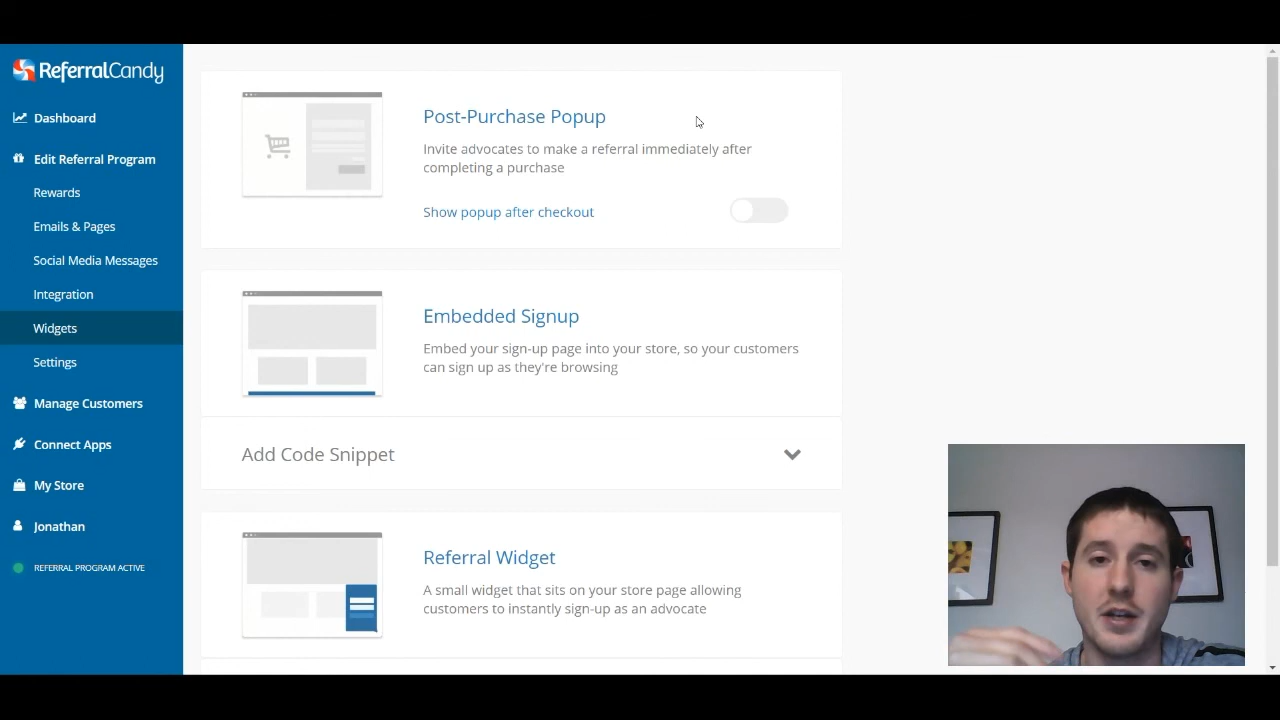 ReferralCandy
Dashboard
Edit Referral Program
Rewards
Emails & Pages
Social Media Messages
Integration
Widgets
Settings
Manage Customers
Connect Apps
My Store
Jonathan
REFERRAL PROGRAM ACTIVE
Post-Purchase Popup
Invite advocates to make a referral immediately after
completing a purchase
Show popup after checkout
Embedded Signup
Embed your sign-up page into your store, so your customers
can sign up as they're browsing
Add Code Snippet
Referral Widget
A small widget that sits on your store page allowing
customers to instantly sign-up as an advocate